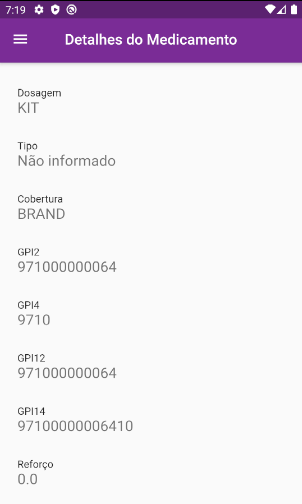 7:19
Detalhes do Medicamento
Dosagem
KIT
Tipo
Não informado
Cobertura
BRAND
GPI2
971000000064
GPI4
9710
GPI12
971000000064
GPI14
97100000006410
Reforço
0.0